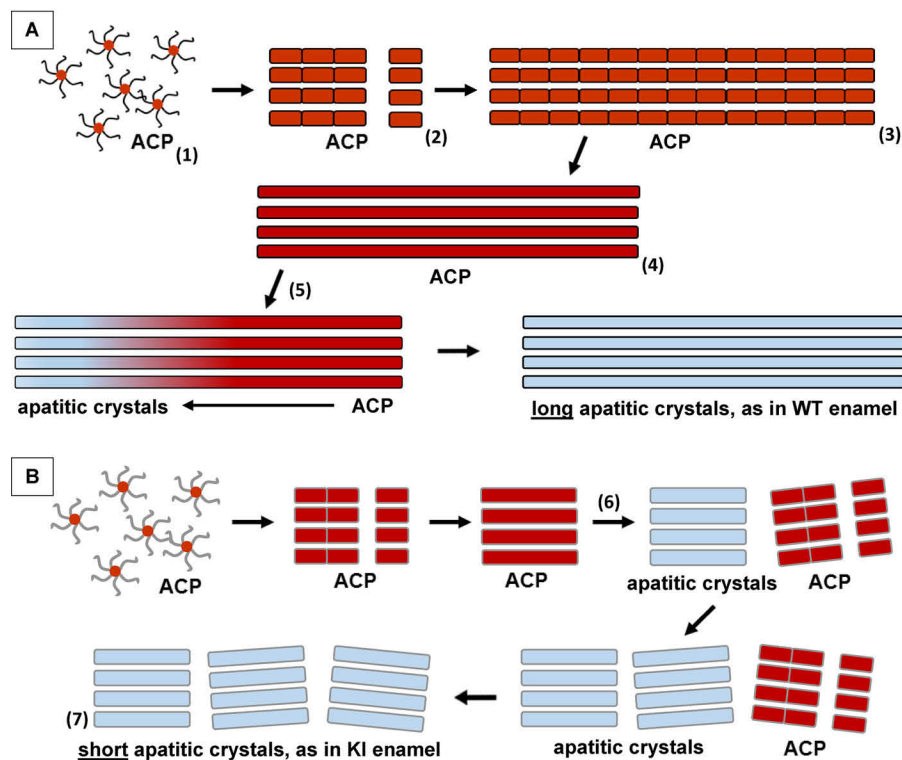 A
ACP (1)
ACP (2)
ACP (3)
ACP (4)
(5)
apatitic crystals ACP
long apatitic crystals, as in WT enamel
B
ACP
ACP
ACP
(6)
apatitic crystals
ACP
(7)
short apatitic crystals, as in KI enamel
apatitic crystals
ACP